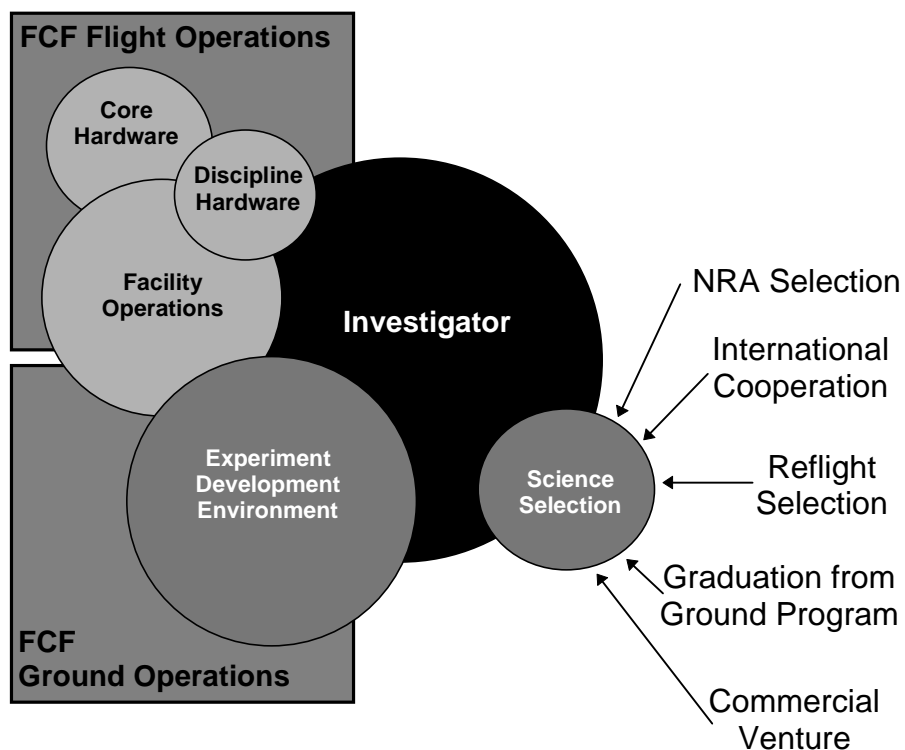 FCF Flight Operations
Core
Hardware
Discipline
Hardware
Facility
Operations
Investigator
Experiment
Development
Environment
Science
Selection
NRA Selection
International
Cooperation
Reflight
Selection
Graduation from
Ground Program
Commercial
Venture
FCF
Ground Operations